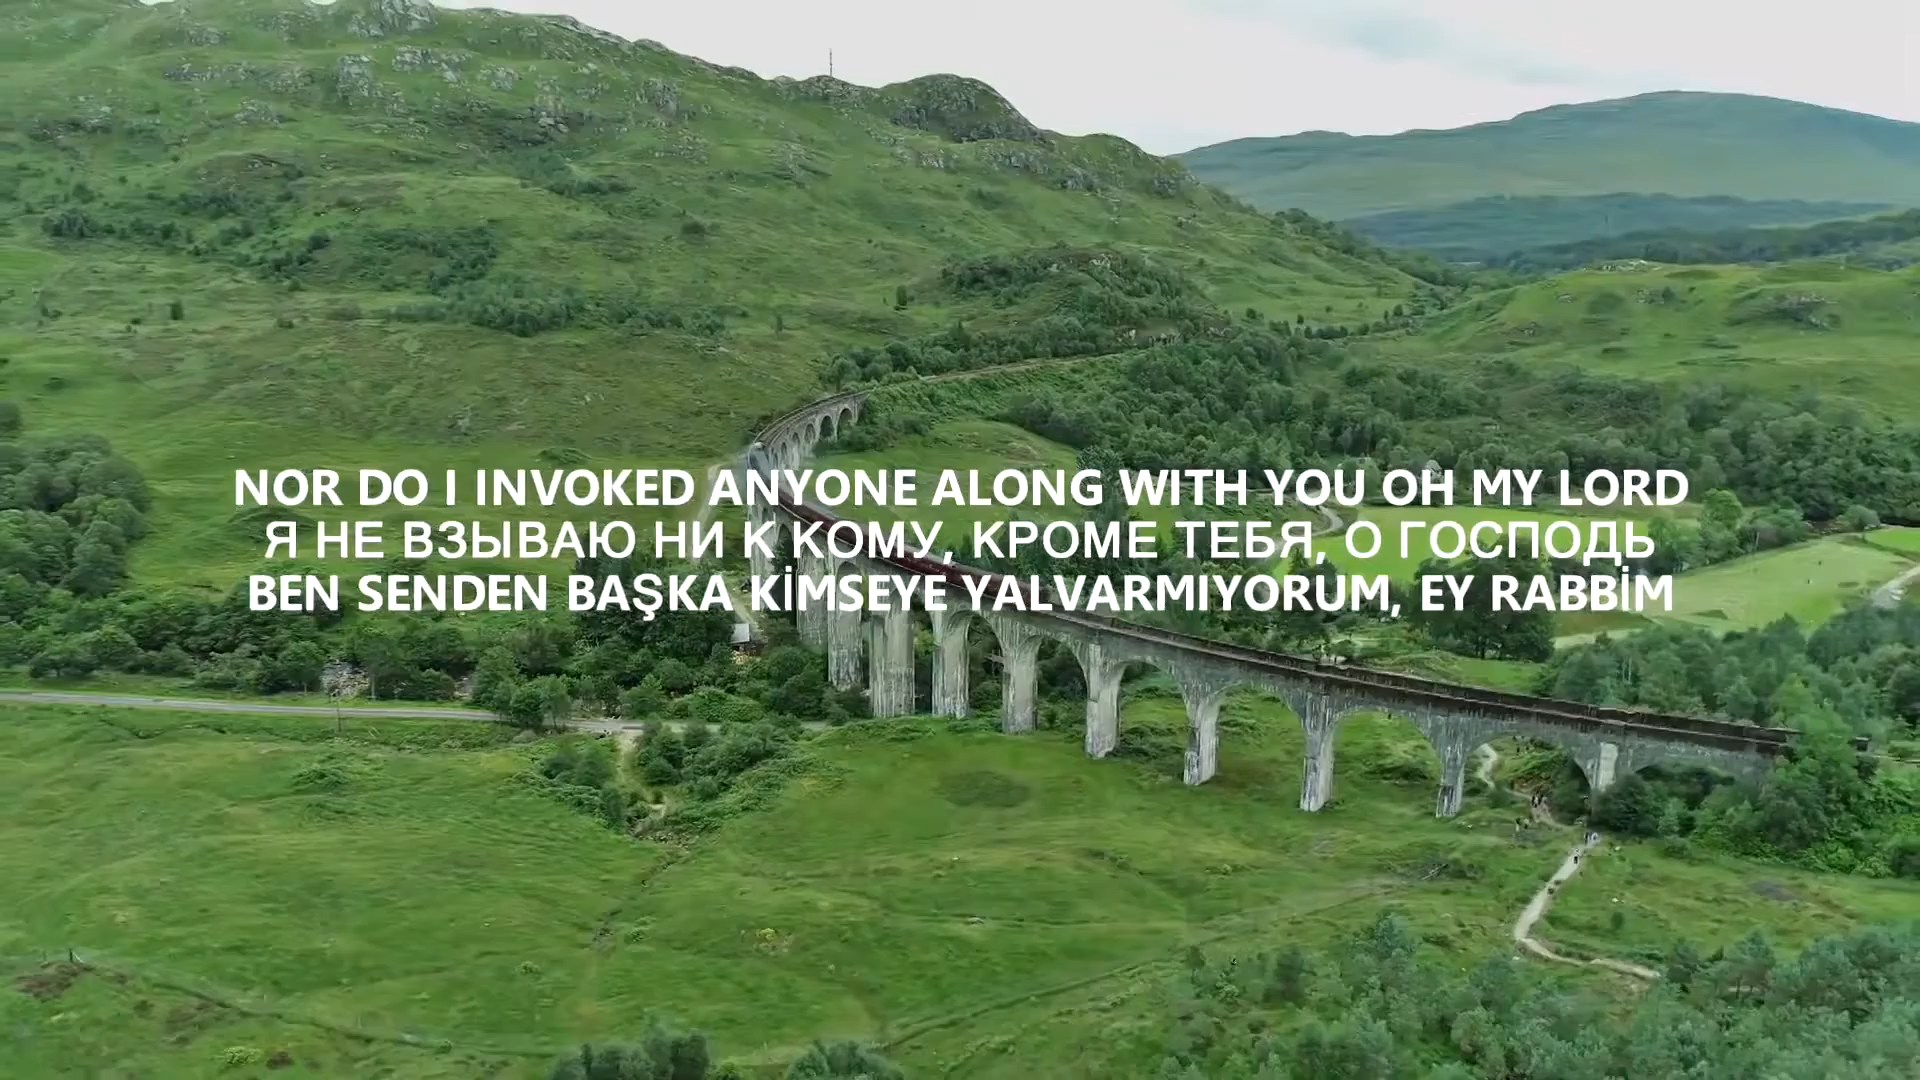 NOR DO I INVOKED ANYONE ALONG WITH YOU OH MY LORD
Я НЕ ВЗЫВАЮ НИ К КОМУ, КРОМЕ ТЕБЯ, О ГОСПОДЬ
BEN SENDEN BAŞKA KİMSEYE YALVARMIYORUM, EY RABBİM